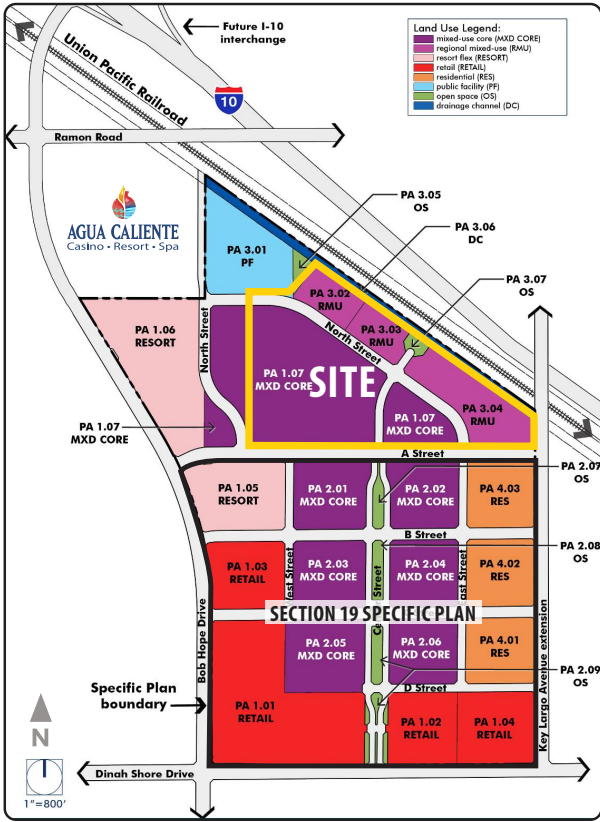 Future I-10
interchange
Land Use Legend:
mixed-use core (MXD CORE)
regional mixed-use (RMU)
resort flex (RESORT)
retail (RETAIL)
residential (RES)
public facility (PF)
open space (OS)
drainage channel (DC)
Union Pacific Railroad
10
Ramon Road
AGUA CALIENTE
Casino • Resort • Spa
PA 3.05
OS
PA 3.06
DC
PA 3.01
PF
PA 3.07
OS
PA 3.02
RMU
PA 3.03
RMU
North Street
North Street
PA 1.06
RESORT
PA 1.07
MXD CORE
SITE
PA 1.07
MXD CORE
PA 3.04
RMU
PA 1.07
MXD CORE
A Street
PA 2.07
OS
PA 1.05
RESORT
PA 2.01
MXD CORE
PA 2.02
MXD CORE
PA 4.03
RES
B Street
PA 2.08
OS
PA 1.03
RETAIL
West Street
PA 2.03
MXD CORE
Street
PA 2.04
MXD CORE
East Street
PA 4.02
RES
SECTION 19 SPECIFIC PLAN
PA 2.05
MXD CORE
PA 2.06
MXD CORE
PA 4.01
RES
PA 2.09
OS
D Street
Bob Hope Drive
Key Largo Avenue extension
Specific Plan
boundary
PA 1.01
RETAIL
PA 1.02
RETAIL
PA 1.04
RETAIL
N
Dinah Shore Drive
1"=800'